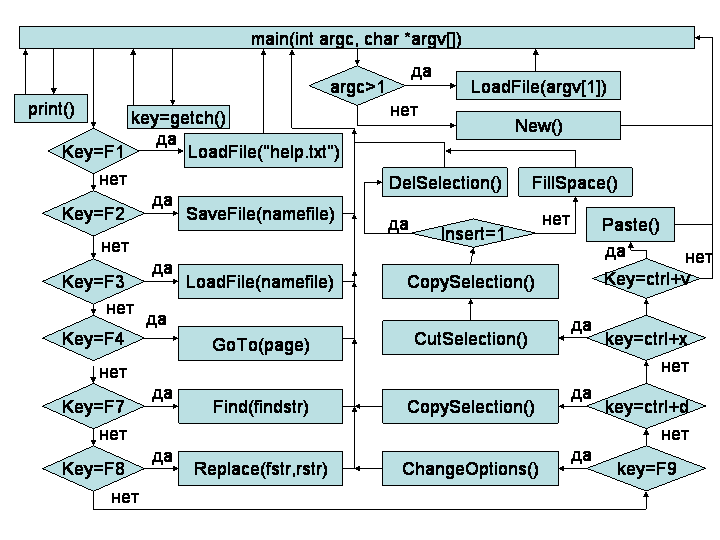 main(int argc, char *argv[])
argc>1
да
LoadFile(argv[1])
print()
key=getch()
нет
New()
Key=F1
да
LoadFile("help.txt")
нет
DelSelection()
FillSpace()
Key=F2
да
SaveFile(namefile)
да
Insert=1
нет
Paste()
нет
да
нет
Key=F3
да
LoadFile(namefile)
CopySelection()
Key=ctrl+v
нет
да
Key=F4
GoTo(page)
CutSelection()
да
key=ctrl+x
нет
нет
Key=F7
да
Find(findstr)
CopySelection()
да
key=ctrl+d
нет
нет
Key=F8
да
Replace(fstr,rstr)
ChangeOptions()
да
key=F9
нет